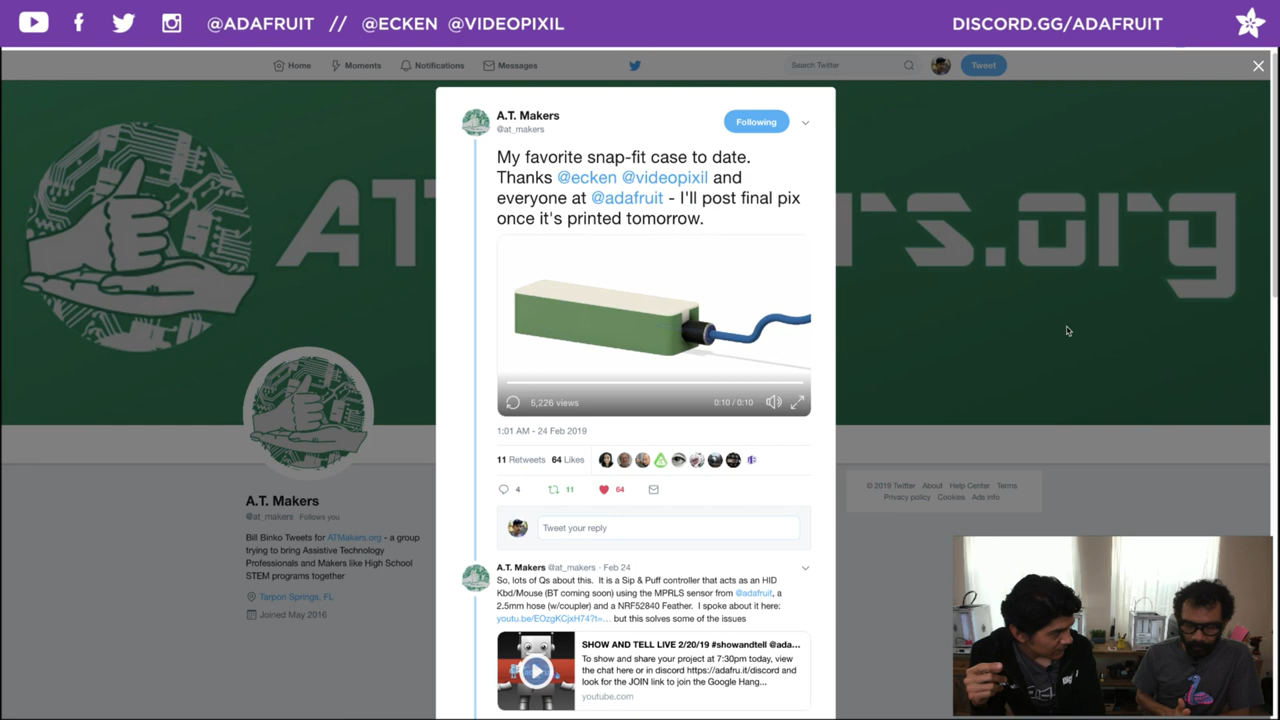 @ADAFRUIT // @ECKEN @VIDEOPIXIL
DISCORD.GG/ADAFRUIT
Home
Moments
Notifications
Messages
Search Twitter
Tweet
A.T. Makers
@at_makers
Following
My favorite snap-fit case to date.
Thanks @ecken @videopixil and
everyone at @adafruit - I'll post final pix
once it's printed tomorrow.
5,226 views
0:10 / 0:10
1:01 AM - 24 Feb 2019
11 Retweets 64 Likes
4
11
64
Tweet your reply
A.T. Makers @at_makers · Feb 24
So, lots of Qs about this. It is a Sip & Puff controller that acts as an HID
Kbd/Mouse (BT coming soon) using the MPRLS sensor from @adafruit, a
2.5mm hose (w/coupler) and a NRF52840 Feather. I spoke about it here:
youtu.be/EOzgKCjxH74?t=... but this solves some of the issues
SHOW AND TELL LIVE 2/20/19 #showandtell @ada...
To show and share your project at 7:30pm today, view
the chat here or in discord https://adafru.it/discord and
look for the JOIN link to join the Google Hang...
youtube.com
A.T. Makers
@at_makers Follows you
Bill Binko Tweets for ATMakers.org - a group
trying to bring Assistive Technology
Professionals and Makers like High School
STEM programs together
Tarpon Springs, FL
Joined May 2016
© 2019 Twitter About Help Center Terms
Privacy policy Cookies Ads info